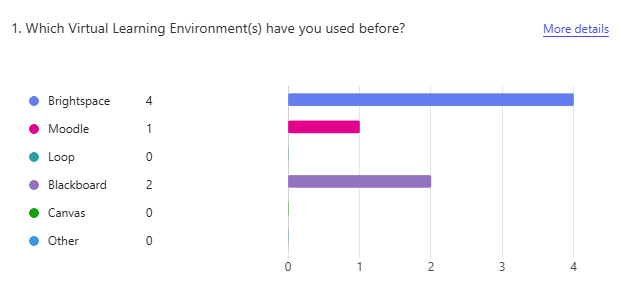 1. Which Virtual Learning Environment(s) have you used before?
More details
Brightspace 4
Moodle 1
Loop 0
Blackboard 2
Canvas 0
Other 0
0 1 2 3 4